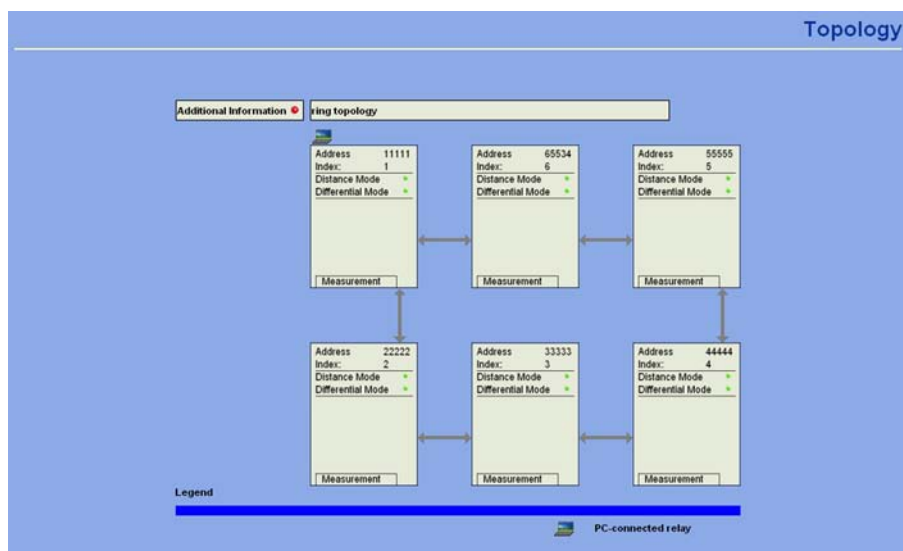 Topology
Additional Information ring topology
Address 11111
Index: 1
Distance Mode
Differential Mode
Measurement
Address 65534
Index: 6
Distance Mode
Differential Mode
Measurement
Address 55555
Index: 5
Distance Mode
Differential Mode
Measurement
Address 22222
Index: 2
Distance Mode
Differential Mode
Measurement
Address 33333
Index: 3
Distance Mode
Differential Mode
Measurement
Address 44444
Index: 4
Distance Mode
Differential Mode
Measurement
Legend
PC-connected relay